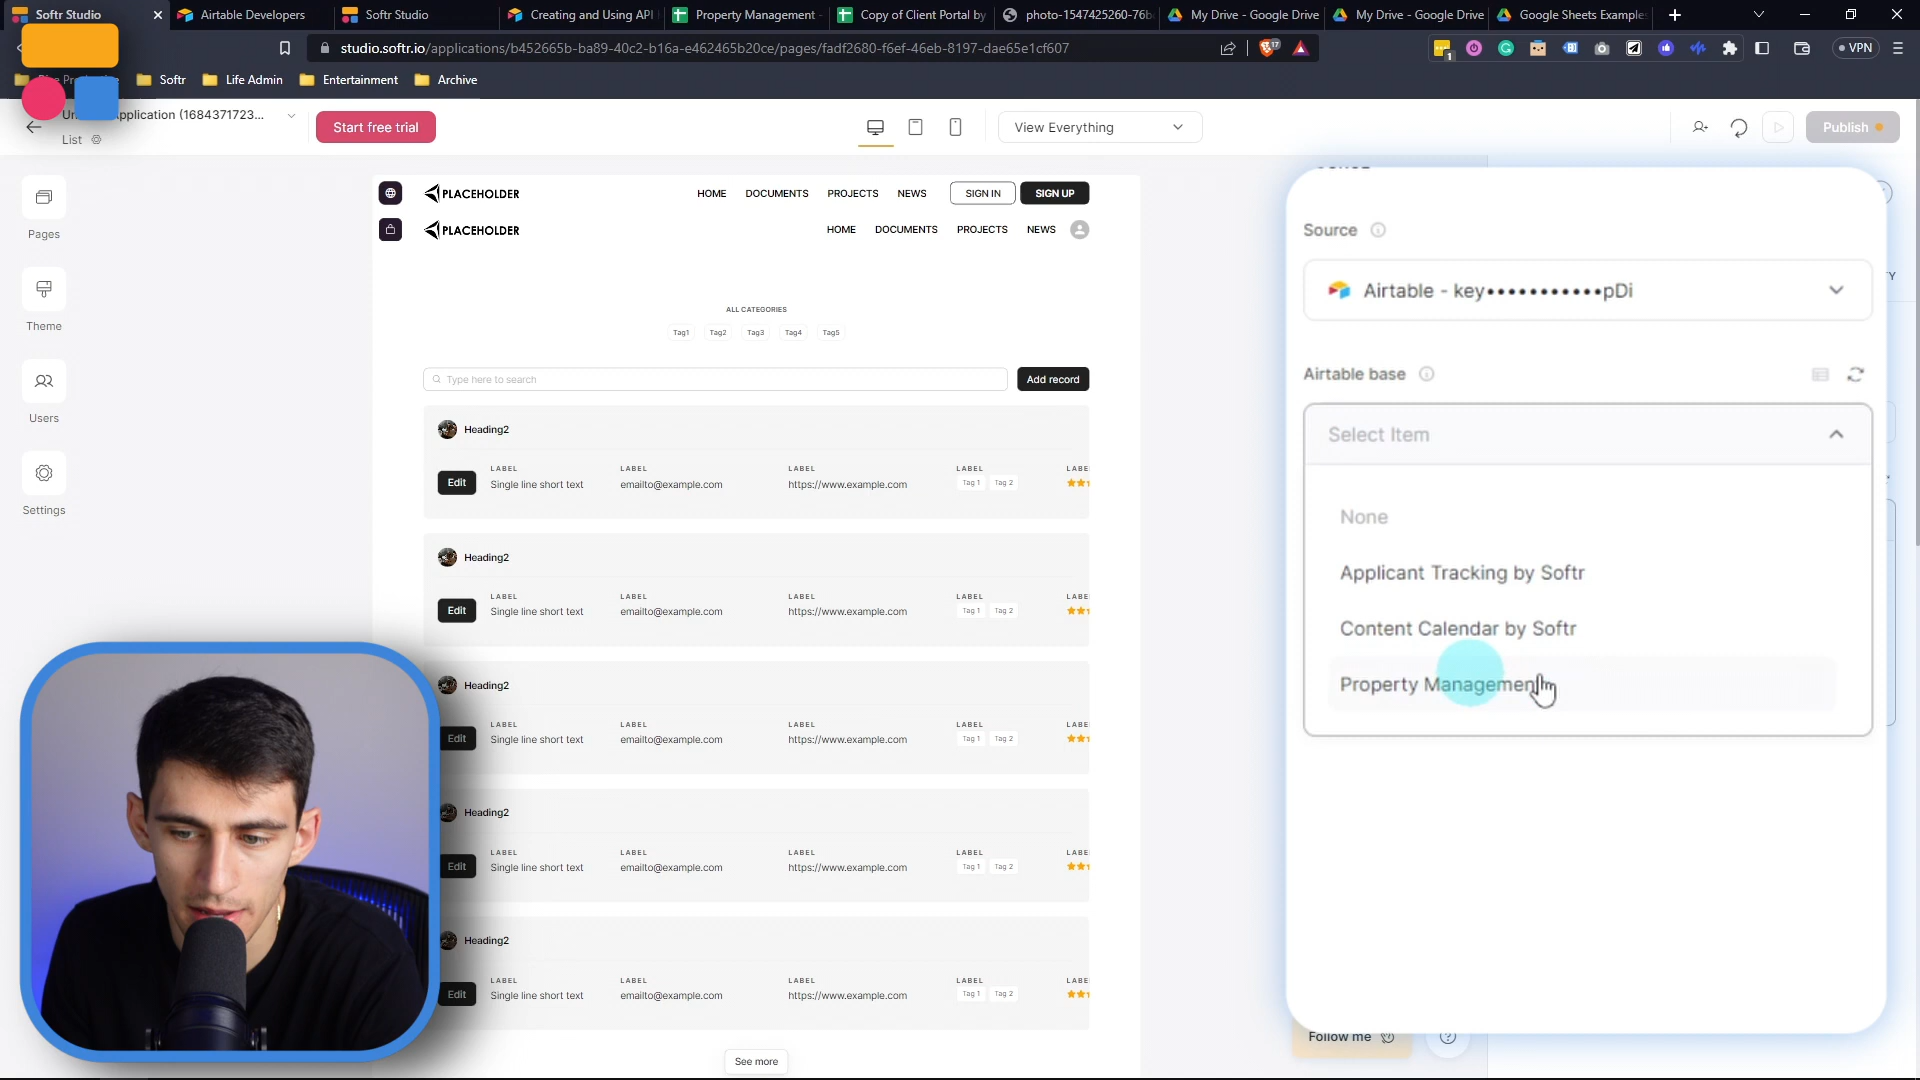 Softr Studio
Airtable Developers
Softr Studio
Creating and Using API
Property Management -
Copy of Client Portal by
photo-1547425260-76b
My Drive - Google Drive
My Drive - Google Drive
Google Sheets Examples
studio.softr.io/applications/b452665b-ba89-40c2-b16a-e462465b20ce/pages/fadf2680-f6ef-46eb-8197-dae65e1cf607
17
1
VPN
Softr
Life Admin
Entertainment
Archive
pplication (1684371723...
List
Start free trial
View Everything
Publish
Pages
Theme
Users
Settings
PLACEHOLDER
HOME DOCUMENTS PROJECTS NEWS SIGN IN SIGN UP
PLACEHOLDER
HOME DOCUMENTS PROJECTS NEWS
ALL CATEGORIES
Tag1 Tag2 Tag3 Tag4 Tag5
Type here to search
Add record
Heading2
LABEL LABEL LABEL LABEL LABE
Edit Single line short text emailto@example.com https://www.example.com Tag 1 Tag 2
Heading2
LABEL LABEL LABEL LABEL LABE
Edit Single line short text emailto@example.com https://www.example.com Tag 1 Tag 2
Heading2
LABEL LABEL LABEL LABEL LABE
Edit Single line short text emailto@example.com https://www.example.com Tag 1 Tag 2
Heading2
LABEL LABEL LABEL LABEL LABE
Edit Single line short text emailto@example.com https://www.example.com Tag 1 Tag 2
Heading2
LABEL LABEL LABEL LABEL LABE
Edit Single line short text emailto@example.com https://www.example.com Tag 1 Tag 2
See more
Source
Airtable - key•••••••••••pDi
Airtable base
Select Item
None
Applicant Tracking by Softr
Content Calendar by Softr
Property Management
Follow me